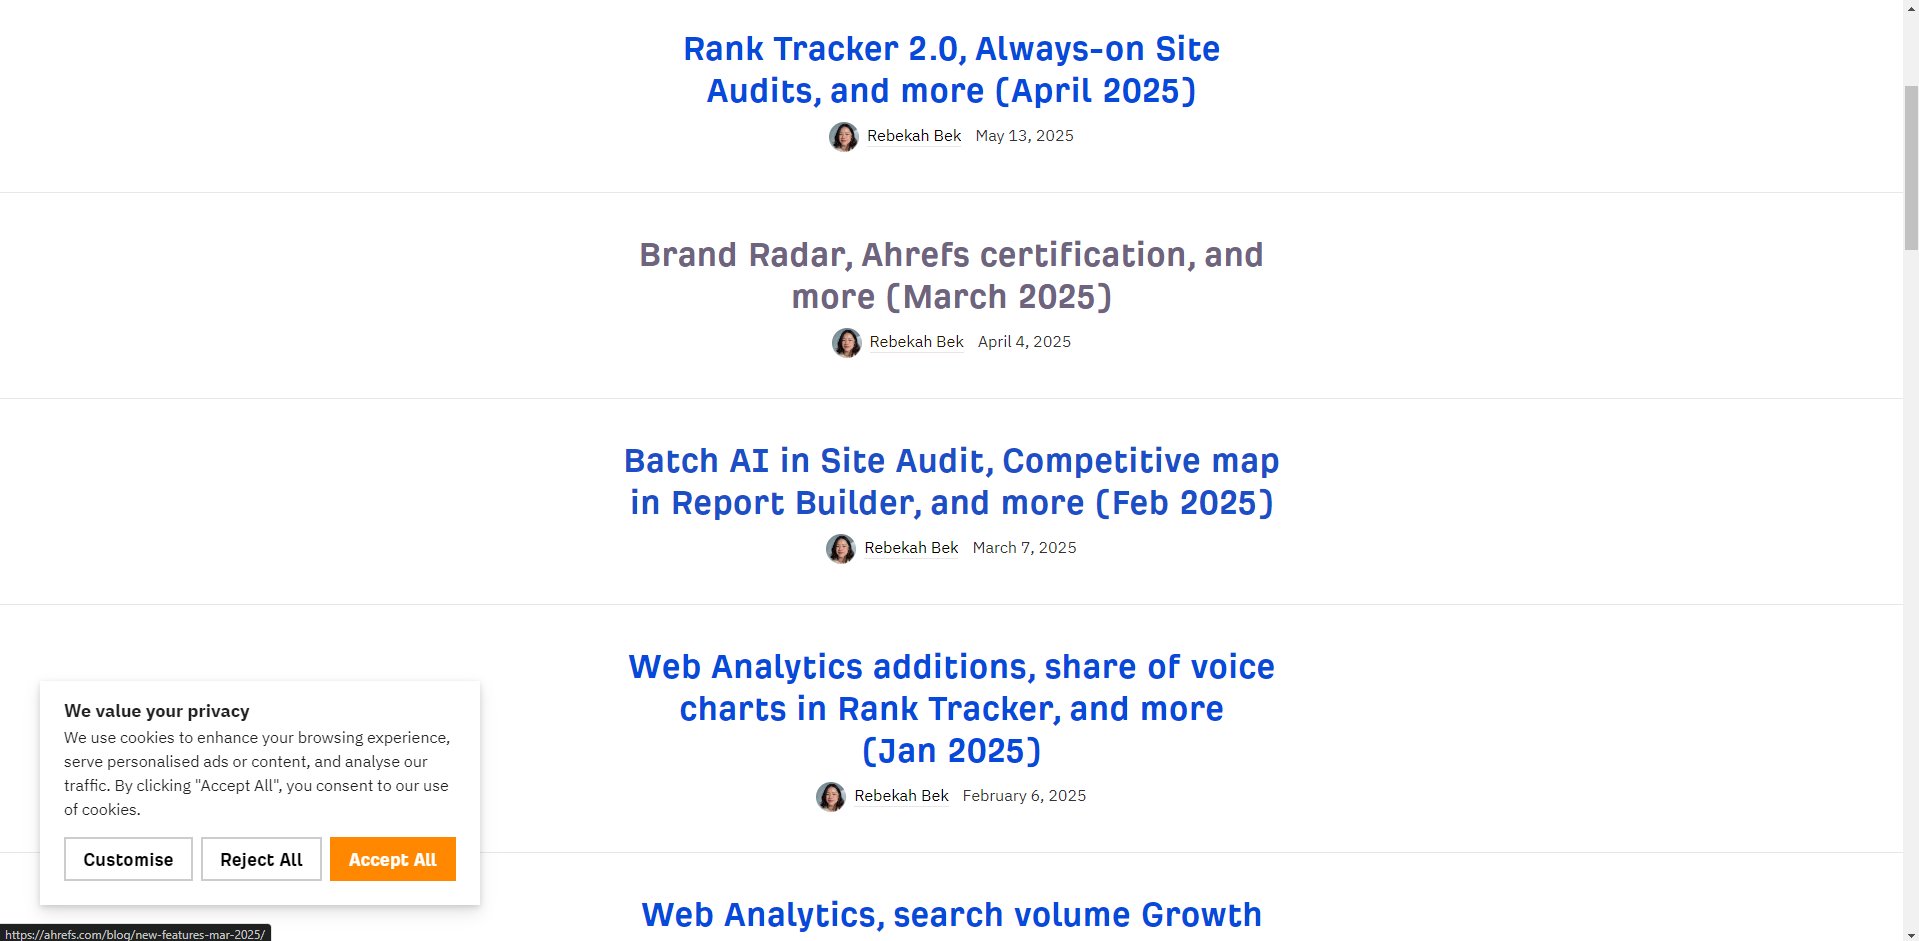 Rank Tracker 2.0, Always-on Site
Audits, and more (April 2025)
Rebekah Bek May 13, 2025
Brand Radar, Ahrefs certification, and
more (March 2025)
Rebekah Bek April 4, 2025
Batch AI in Site Audit, Competitive map
in Report Builder, and more (Feb 2025)
Rebekah Bek March 7, 2025
Web Analytics additions, share of voice
charts in Rank Tracker, and more
(Jan 2025)
Rebekah Bek February 6, 2025
Web Analytics, search volume Growth
We value your privacy
We use cookies to enhance your browsing experience,
serve personalised ads or content, and analyse our
traffic. By clicking "Accept All", you consent to our use
of cookies.
Customise Reject All Accept All
https://ahrefs.com/blog/new-features-mar-2025/